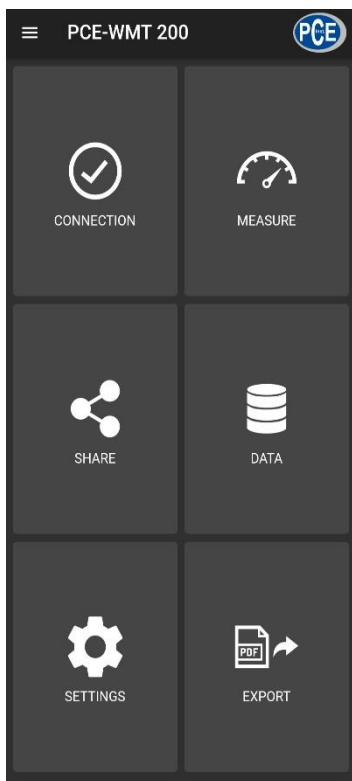 PCE-WMT 200
PCE
CONNECTION
MEASURE
SHARE
DATA
SETTINGS
PDF
EXPORT